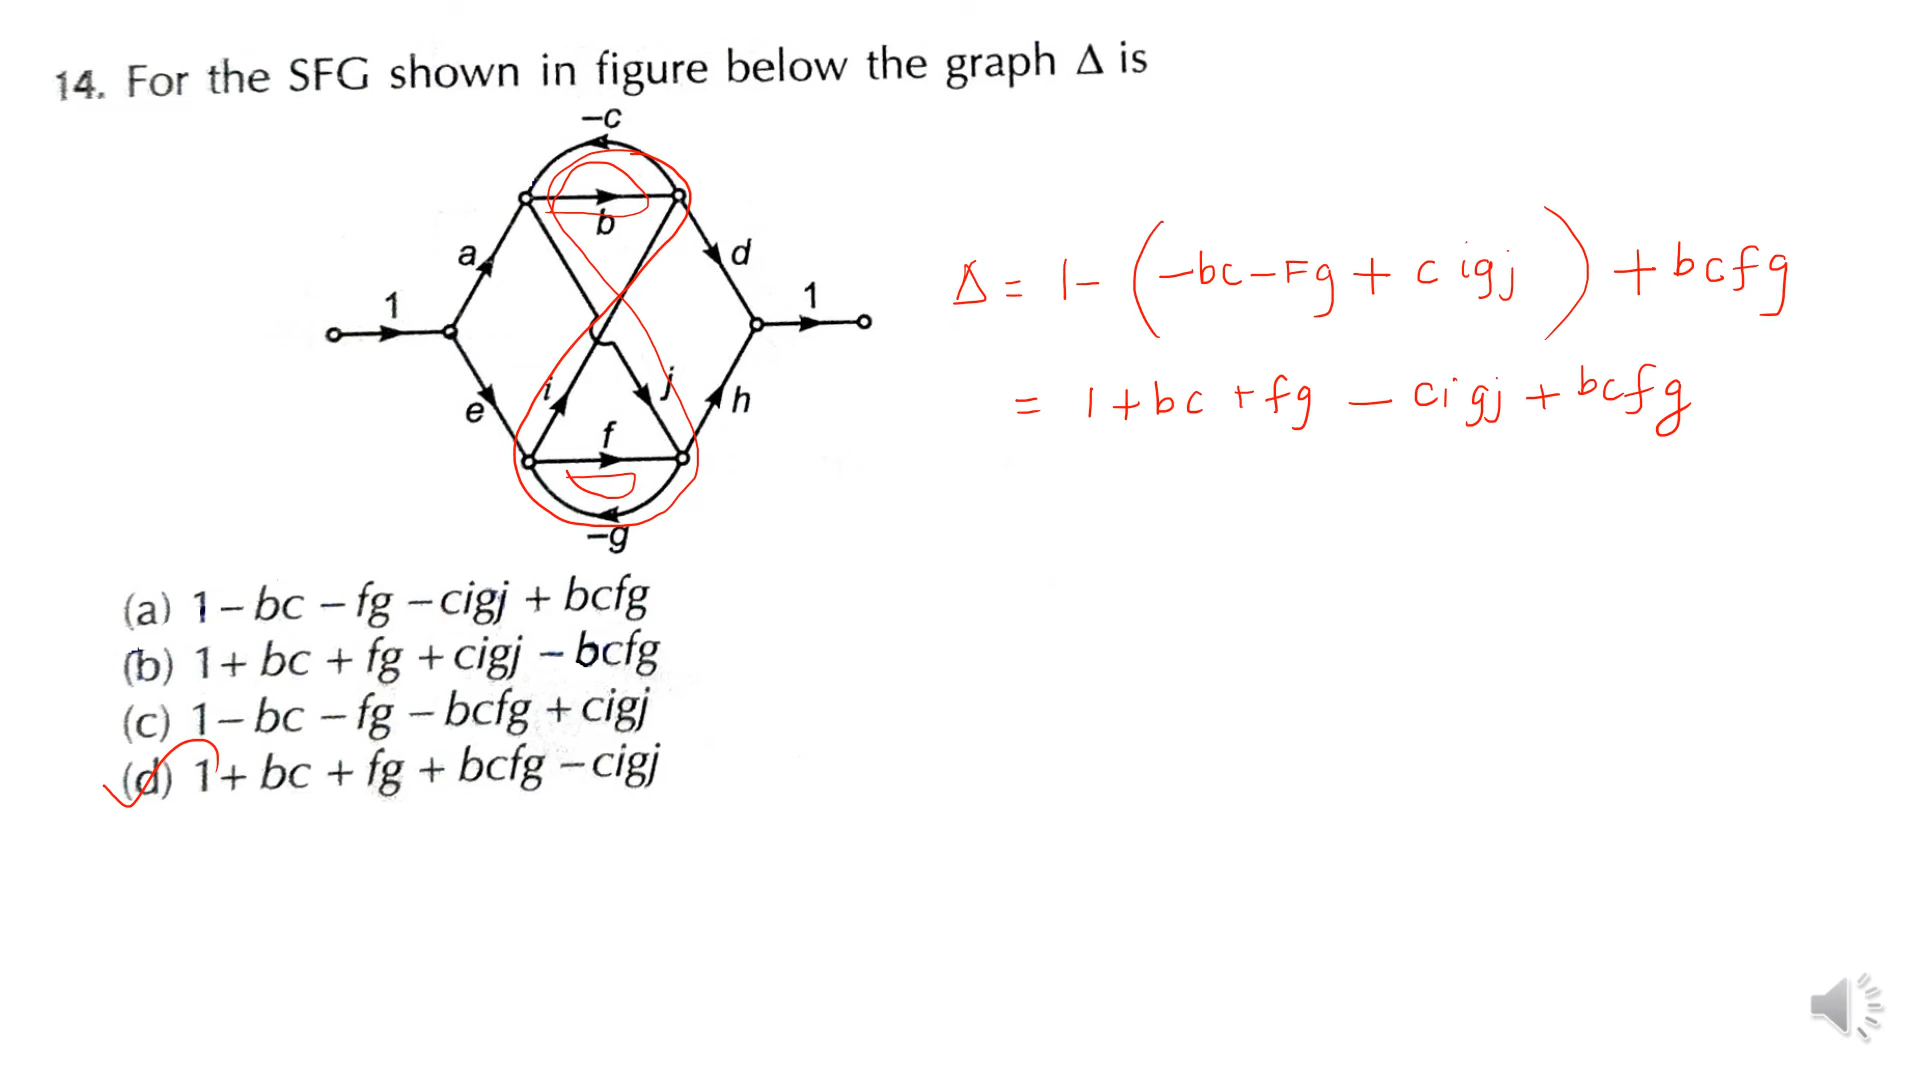 14. For the SFG shown in figure below the graph Δ is
−c
b
a
d
1
1
i
j
e
h
f
−g
Δ = 1 - (-bc - Fg + c igj) + bcfg
= 1 + bc + fg - cigj + bcfg
(a) 1 − bc − fg − cigj + bcfg
(b) 1 + bc + fg + cigj − bcfg
(c) 1 − bc − fg − bcfg + cigj
(d) 1 + bc + fg + bcfg − cigj